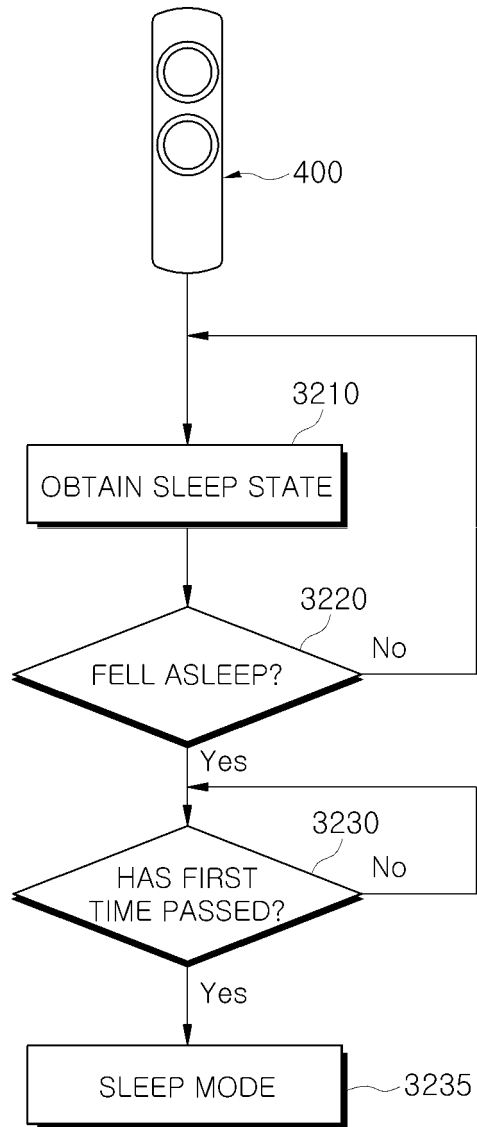 400
3210
OBTAIN SLEEP STATE
3220
FELL ASLEEP?
No
Yes
3230
HAS FIRST
TIME PASSED?
No
Yes
SLEEP MODE
3235